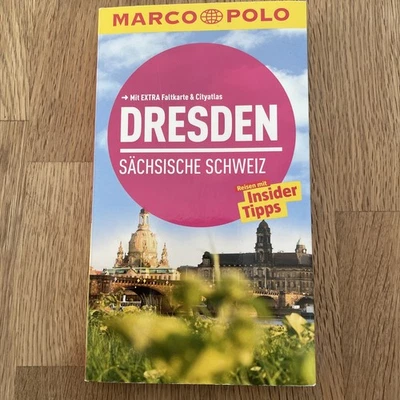 MARCO POLO
→ Mit EXTRA Faltkarte & Cityatlas
DRESDEN
SÄCHSISCHE SCHWEIZ
Reisen mit
Insider
Tipps